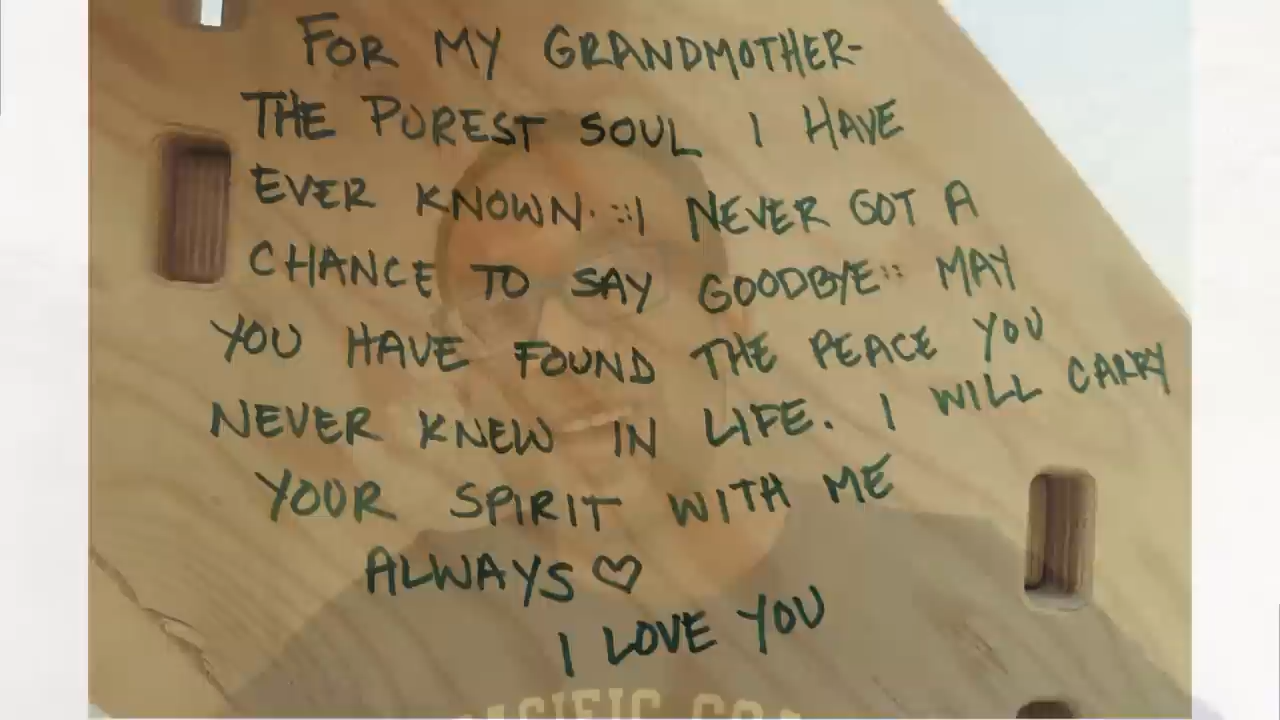 FOR MY GRANDMOTHER-
THE PUREST SOUL I HAVE
EVER KNOWN. ::I NEVER GOT A
CHANCE TO SAY GOODBYE:: MAY
YOU HAVE FOUND THE PEACE YOU
NEVER KNEW IN LIFE. I WILL CARRY
YOUR SPIRIT WITH ME
ALWAYS ♡
I LOVE YOU
PACIFIC